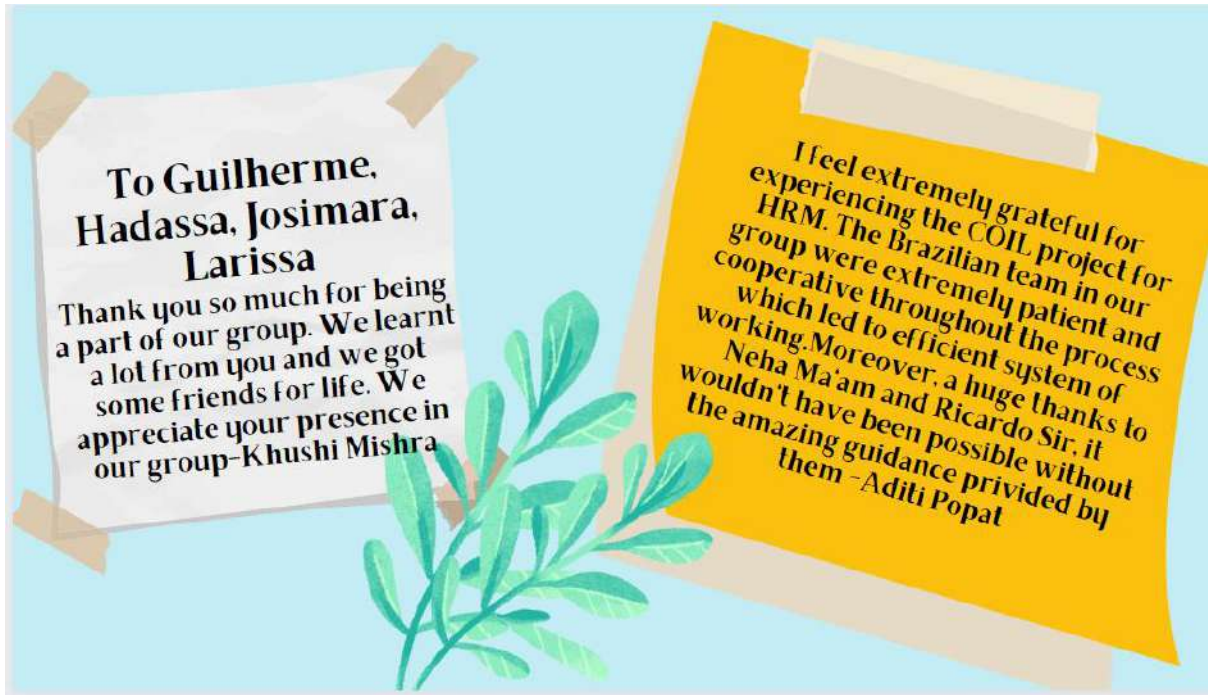 To Guilherme,
Hadassa, Josimara,
Larissa
Thank you so much for being
a part of our group. We learnt
a lot from you and we got
some friends for life. We
appreciate your presence in
our group-Khushi Mishra
I feel extremely grateful for
experiencing the COIL project for
HRM. The Brazilian team in our
group were extremely patient and
cooperative throughout the process
which led to efficient system of
working.Moreover, a huge thanks to
Neha Ma'am and Ricardo Sir, it
wouldn't have been possible without
the amazing guidance privided by
them -Aditi Popat